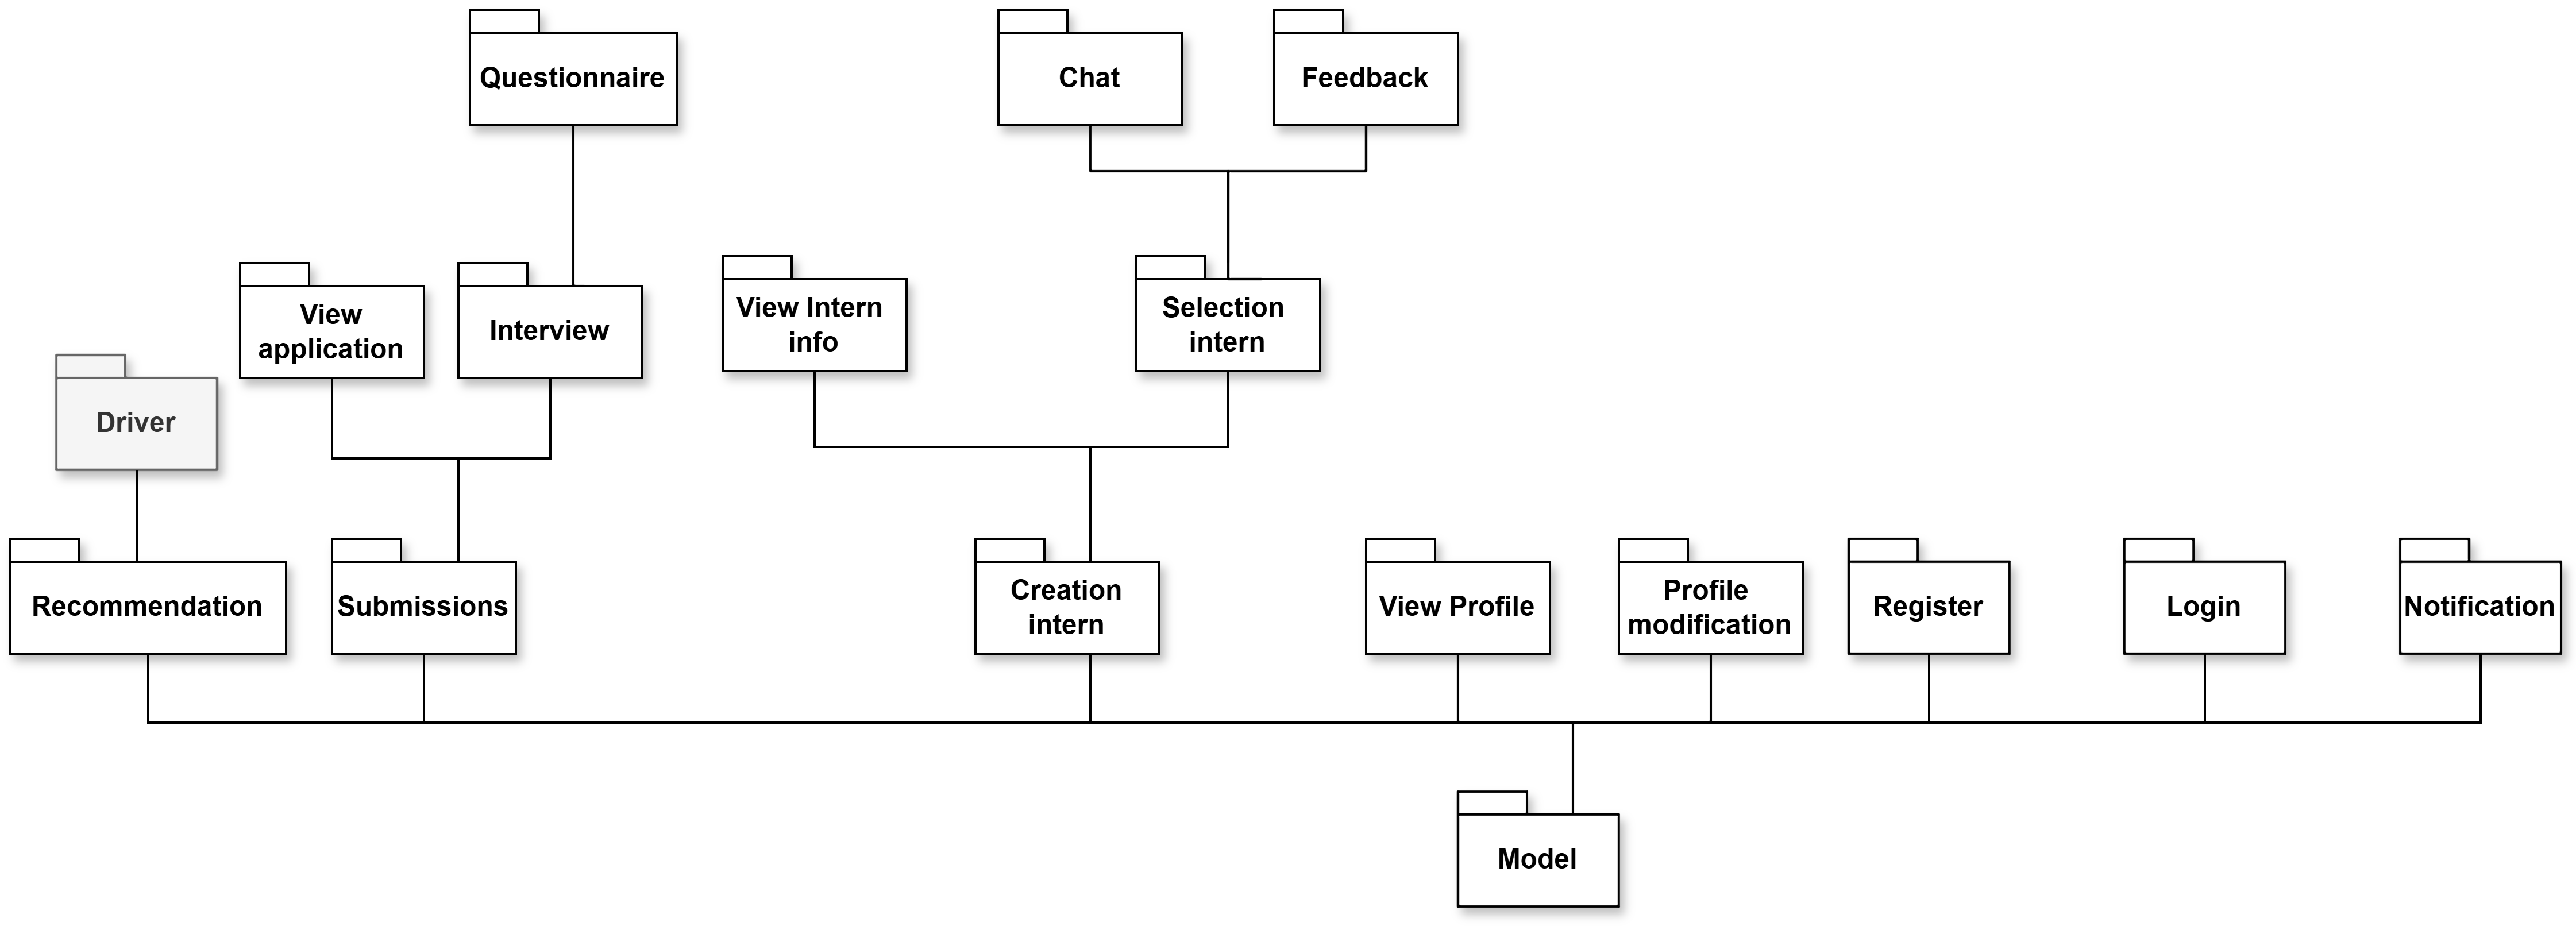 Questionnaire
Chat
Feedback
View
application
Interview
View Intern
info
Selection
intern
Driver
Recommendation
Submissions
Creation
intern
View Profile
Profile
modification
Register
Login
Notification
Model